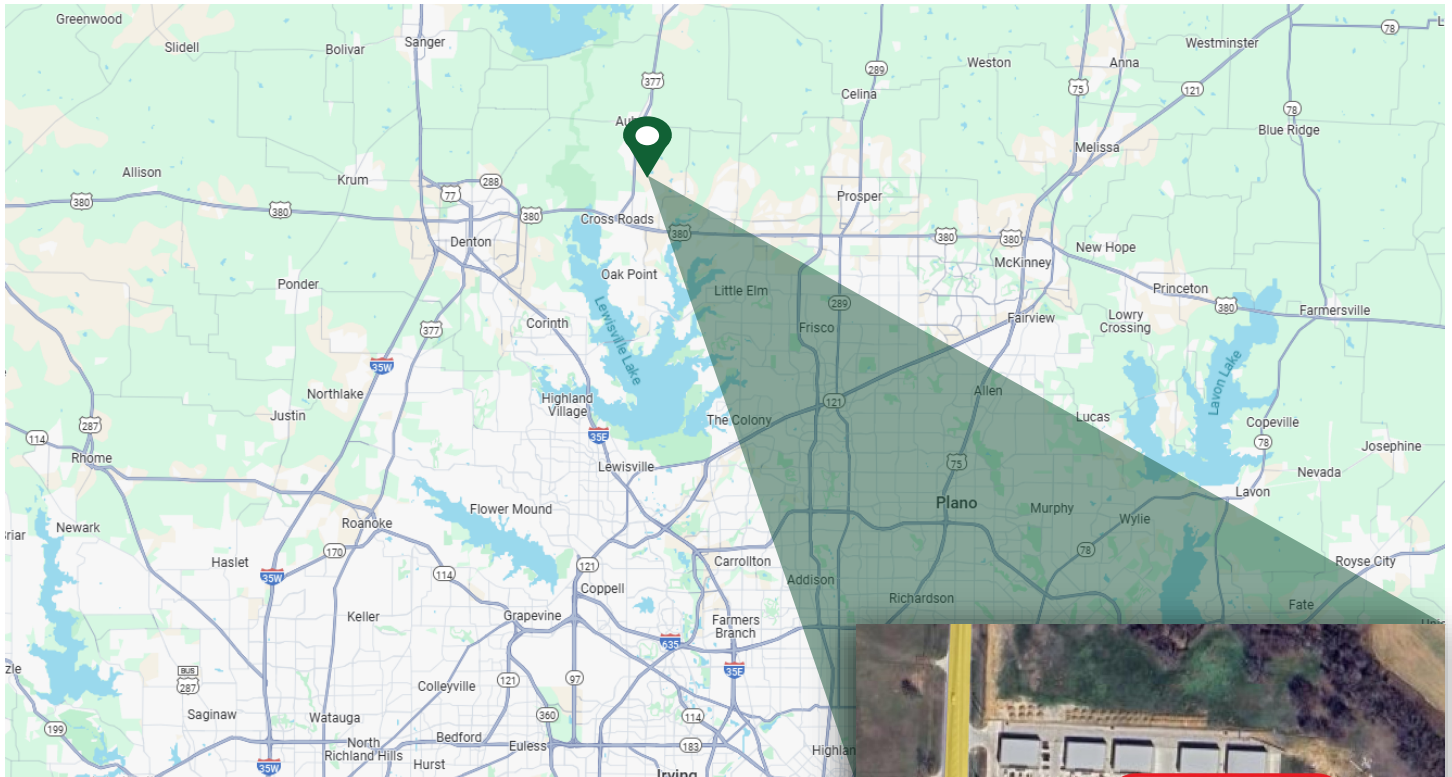 Greenwood
Slidell
Bolivar
Sanger
377
289
Weston
Westminster
78
Anna
75
121
Celina
78
Blue Ridge
Melissa
Allison
Krum
288
77
380
380
380
Denton
Cross Roads
380
Prosper
380
380
New Hope
McKinney
Ponder
Oak Point
Little Elm
289
Princeton
380
Farmersville
Lowry
Crossing
Fairview
Corinth
Lewisville Lake
Frisco
377
35W
Northlake
Justin
Highland
Village
35E
The Colony
121
Allen
Lucas
Lavon Lake
Copeville
78
Josephine
287
114
Rhome
Lewisville
75
Nevada
Lavon
Plano
Murphy
Wylie
78
Newark
Roanoke
170
Flower Mound
Haslet
35W
114
121
Coppell
Carrollton
Addison
Richardson
Royse City
Fate
Keller
Grapevine
Farmers
Branch
635
35E
BUS
287
Colleyville
121
97
Saginaw
Watauga
360
114
199
North
Richland Hills
Bedford
Euless
183
35W
Hurst
Irving